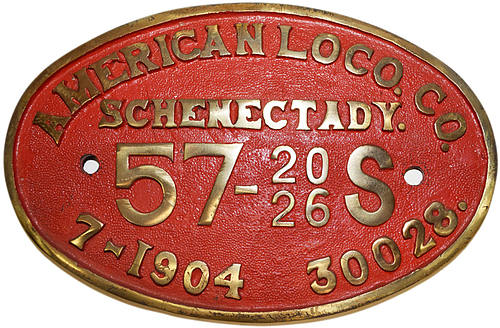 AMERICAN LOCO. CO.
SCHENECTADY.
57-20/26 S
7-1904 30028.